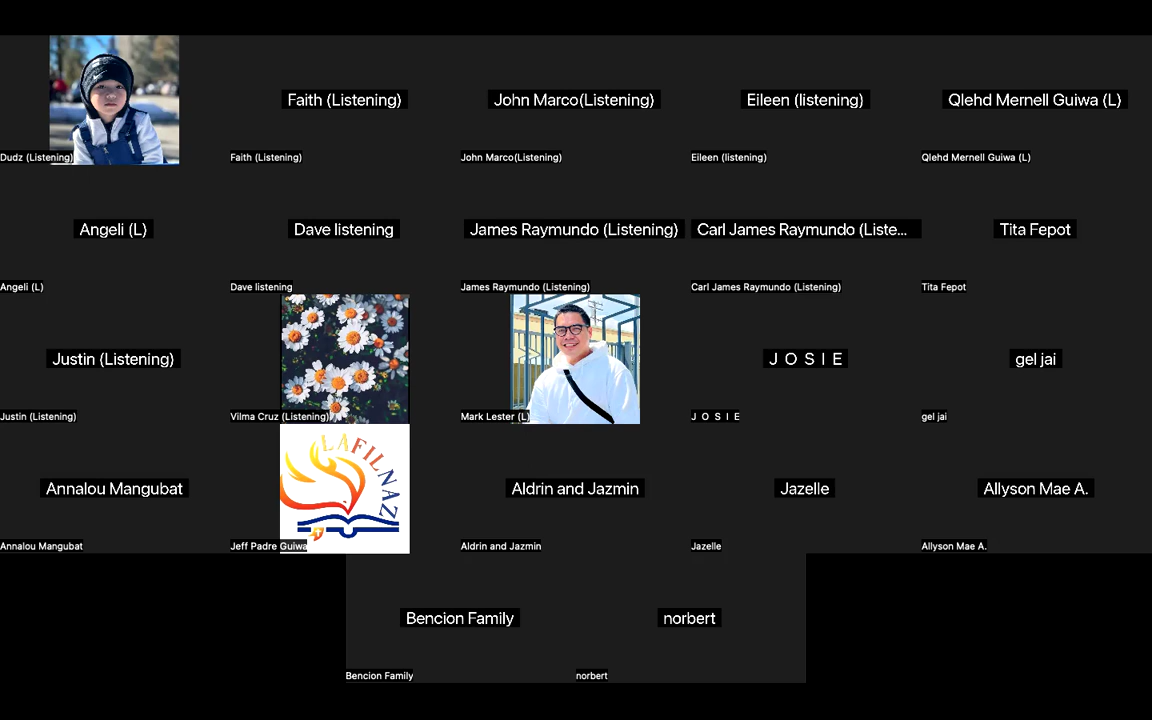 Faith (Listening)
John Marco(Listening)
Eileen (listening)
Qlehd Mernell Guiwa (L)
Dudz (Listening)
Faith (Listening)
John Marco(Listening)
Eileen (listening)
Qlehd Mernell Guiwa (L)
Angeli (L)
Dave listening
James Raymundo (Listening)
Carl James Raymundo (Liste...
Tita Fepot
Angeli (L)
Dave listening
James Raymundo (Listening)
Carl James Raymundo (Listening)
Tita Fepot
Justin (Listening)
J O S I E
gel jai
Justin (Listening)
Vilma Cruz (Listening)
Mark Lester (L)
J O S I E
gel jai
LAFILNAZ
Annalou Mangubat
Aldrin and Jazmin
Jazelle
Allyson Mae A.
Annalou Mangubat
Jeff Padre Guiwa
Aldrin and Jazmin
Jazelle
Allyson Mae A.
Bencion Family
norbert
Bencion Family
norbert